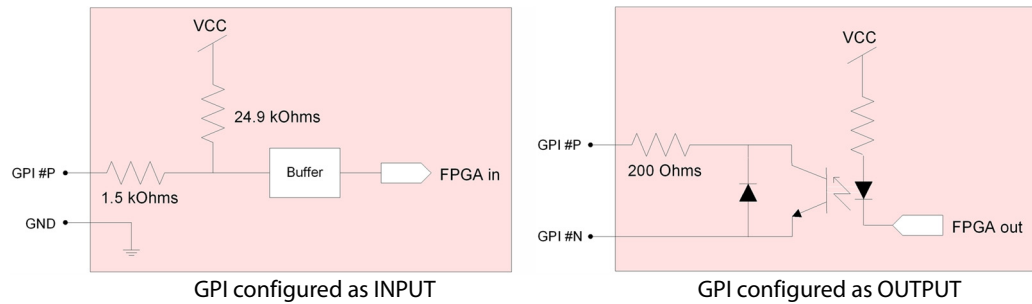 VCC
24.9 kOhms
GPI #P
Buffer
FPGA in
1.5 kOhms
GND
GPI configured as INPUT
VCC
GPI #P
200 Ohms
GPI #N
FPGA out
GPI configured as OUTPUT